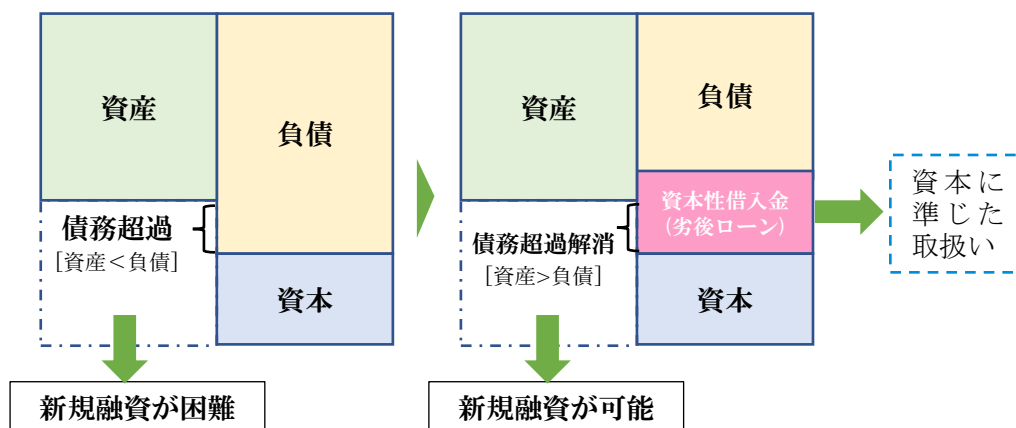 資産
負債
債務超過
[資産<負債]
資本
新規融資が困難
資産
負債
資本性借入金
(劣後ローン)
債務超過解消
[資産>負債]
資本
新規融資が可能
資本に
準じた
取扱い